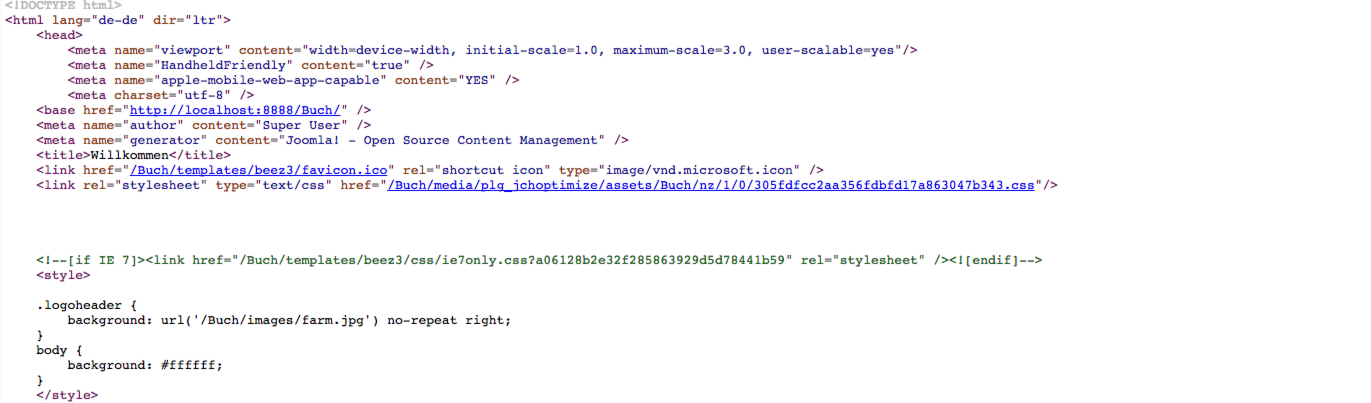 <!DOCTYPE html>
<html lang="de-de" dir="ltr">
<head>
<meta name="viewport" content="width=device-width, initial-scale=1.0, maximum-scale=3.0, user-scalable=yes"/>
<meta name="HandheldFriendly" content="true" />
<meta name="apple-mobile-web-app-capable" content="YES" />
<meta charset="utf-8" />
<base href="http://localhost:8888/Buch/" />
<meta name="author" content="Super User" />
<meta name="generator" content="Joomla! - Open Source Content Management" />
<title>Willkommen</title>
<link href="/Buch/templates/beez3/favicon.ico" rel="shortcut icon" type="image/vnd.microsoft.icon" />
<link rel="stylesheet" type="text/css" href="/Buch/media/plg_jchoptimize/assets/Buch/nz/1/0/305fdfcc2aa356fdbfd17a863047b343.css"/>
<!--[if IE 7]><link href="/Buch/templates/beez3/css/ie7only.css?a06128b2e32f285863929d5d78441b59" rel="stylesheet" /><![endif]-->
<style>
.logoheader {
background: url('/Buch/images/farm.jpg') no-repeat right;
}
body {
background: #ffffff;
}
</style>